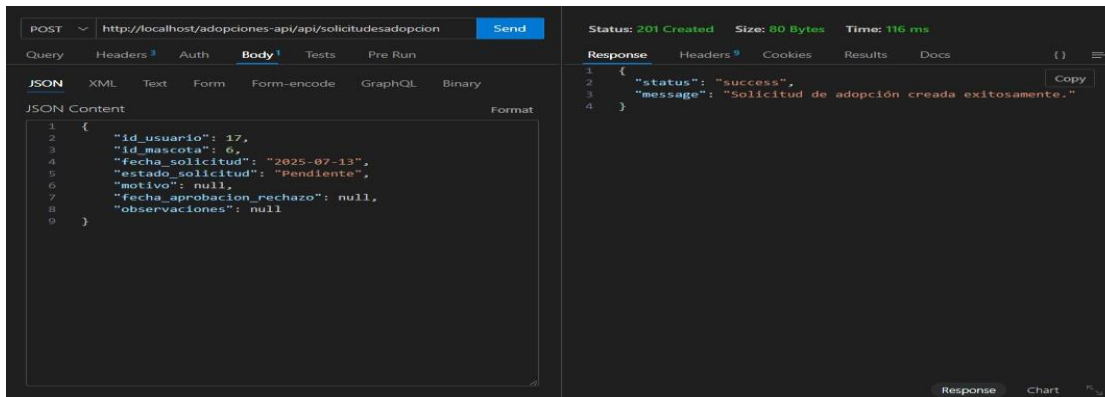 POST http://localhost/adopciones-api/api/solicitudesadopcion Send
Query Headers 3 Auth Body 1 Tests Pre Run
JSON XML Text Form Form-encode GraphQL Binary
JSON Content Format
1 {
2 "id_usuario": 17,
3 "id_mascota": 6,
4 "fecha_solicitud": "2025-07-13",
5 "estado_solicitud": "Pendiente",
6 "motivo": null,
7 "fecha_aprobacion_rechazo": null,
8 "observaciones": null
9 }
Status: 201 Created Size: 80 Bytes Time: 116 ms
Response Headers 9 Cookies Results Docs {}
1 {
2 "status": "success",
3 "message": "Solicitud de adopción creada exitosamente."
4 }
Copy
Response Chart